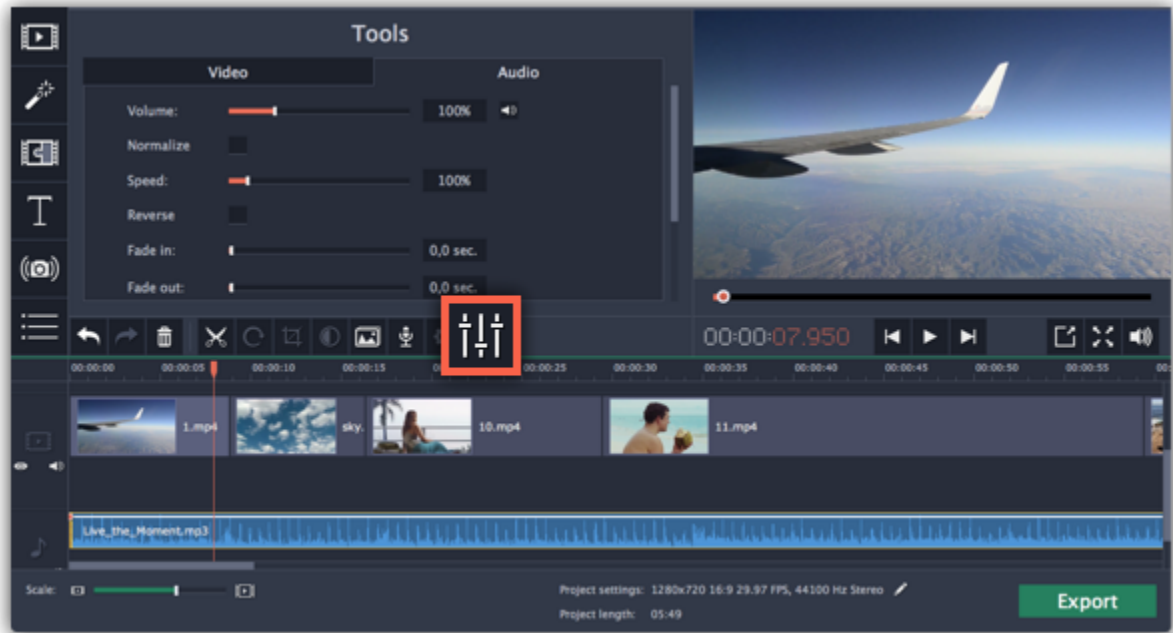 Tools
Video Audio
Volume: 100%
Normalize
Speed: 100%
Reverse
Fade in: 0,0 sec.
Fade out: 0,0 sec.
T
00:00:07.950
00:00:00 00:00:05 00:00:10 00:00:15 00:00:25 00:00:30 00:00:35 00:00:40 00:00:45 00:00:50 00:00:55
1.mp4 sky. 10.mp4 11.mp4
Live_the_Moment.mp3
Scale: Project settings: 1280x720 16:9 29.97 FPS, 44100 Hz Stereo
Project length: 05:49
Export